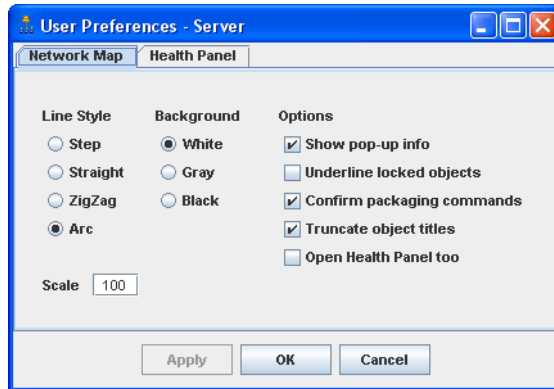 User Preferences - Server
Network Map Health Panel
Line Style Background Options
Step White Show pop-up info
Straight Gray Underline locked objects
ZigZag Black Confirm packaging commands
Arc Truncate object titles
Open Health Panel too
Scale 100
Apply OK Cancel